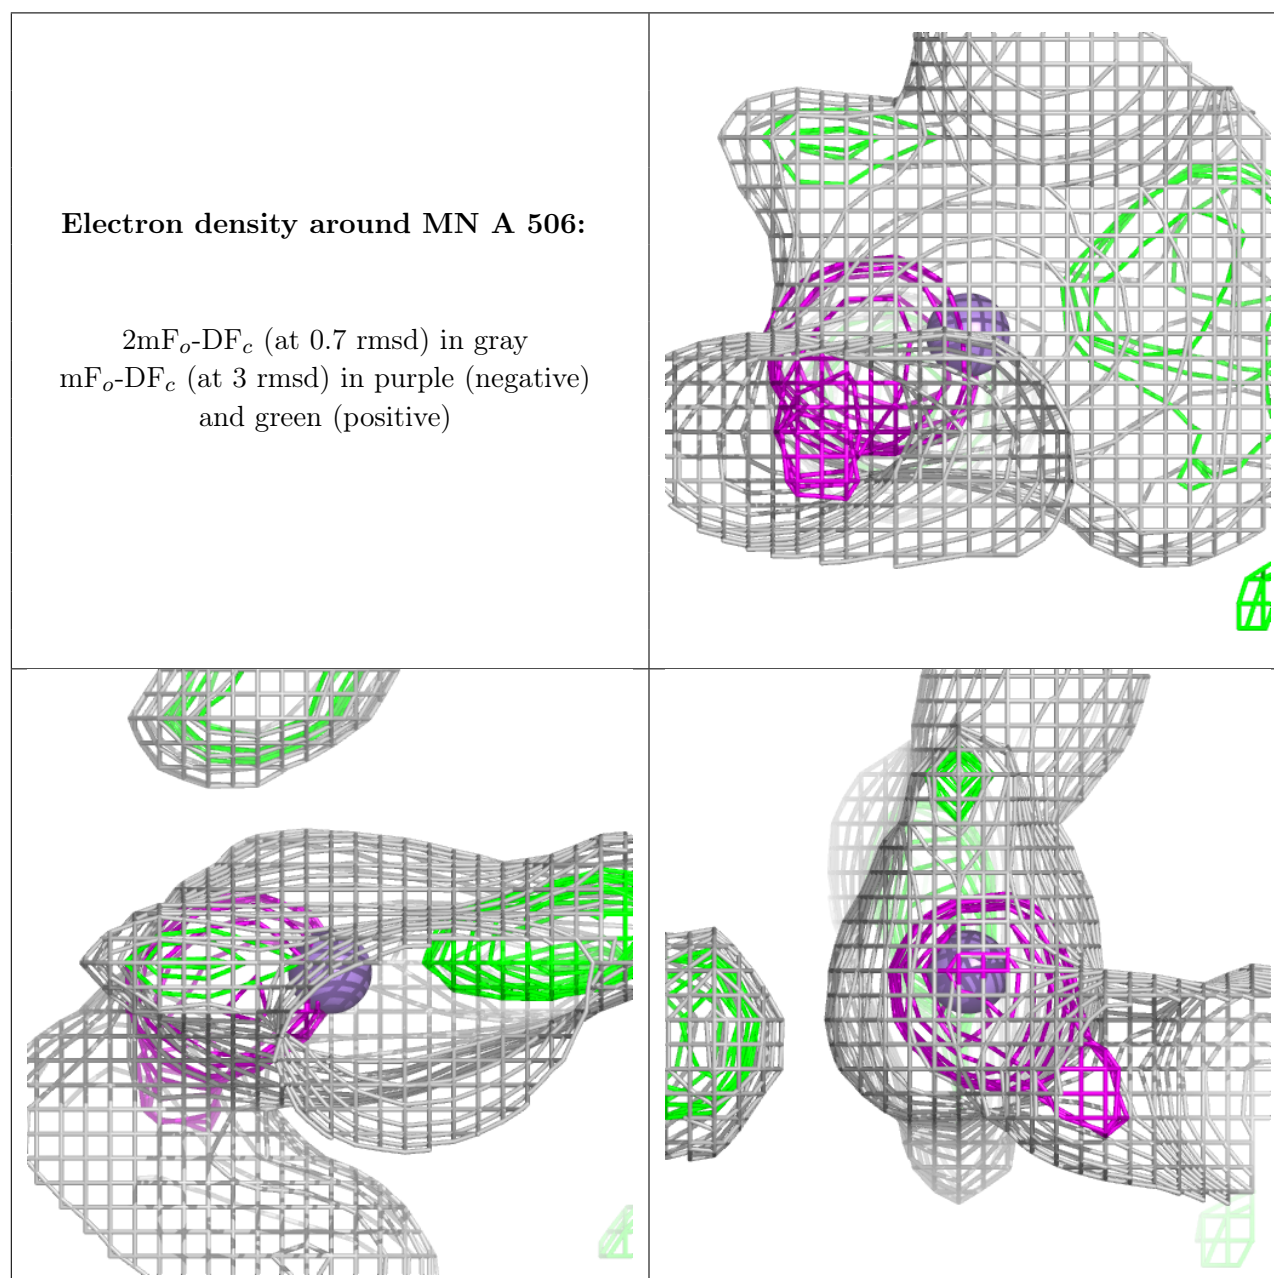 Electron density around MN A 506:
2mFo-DFc (at 0.7 rmsd) in gray
mFo-DFc (at 3 rmsd) in purple (negative)
and green (positive)